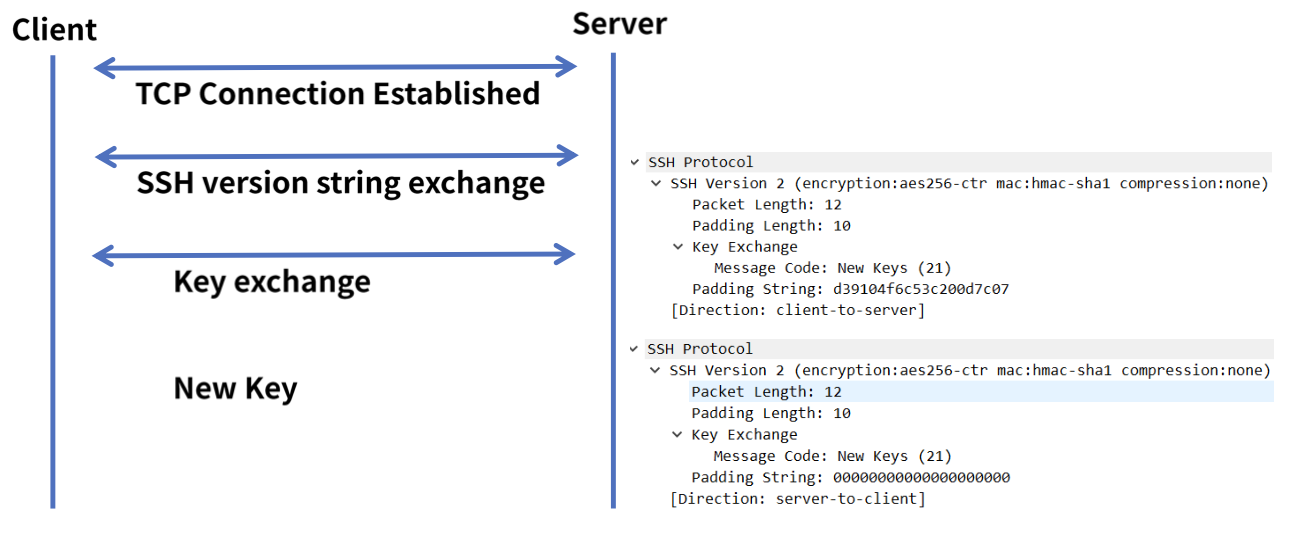 Client
Server
TCP Connection Established
SSH version string exchange
Key exchange
New Key
SSH Protocol
SSH Version 2 (encryption:aes256-ctr mac:hmac-sha1 compression:none)
Packet Length: 12
Padding Length: 10
Key Exchange
Message Code: New Keys (21)
Padding String: d39104f6c53c200d7c07
[Direction: client-to-server]
SSH Protocol
SSH Version 2 (encryption:aes256-ctr mac:hmac-sha1 compression:none)
Packet Length: 12
Padding Length: 10
Key Exchange
Message Code: New Keys (21)
Padding String: 00000000000000000000
[Direction: server-to-client]